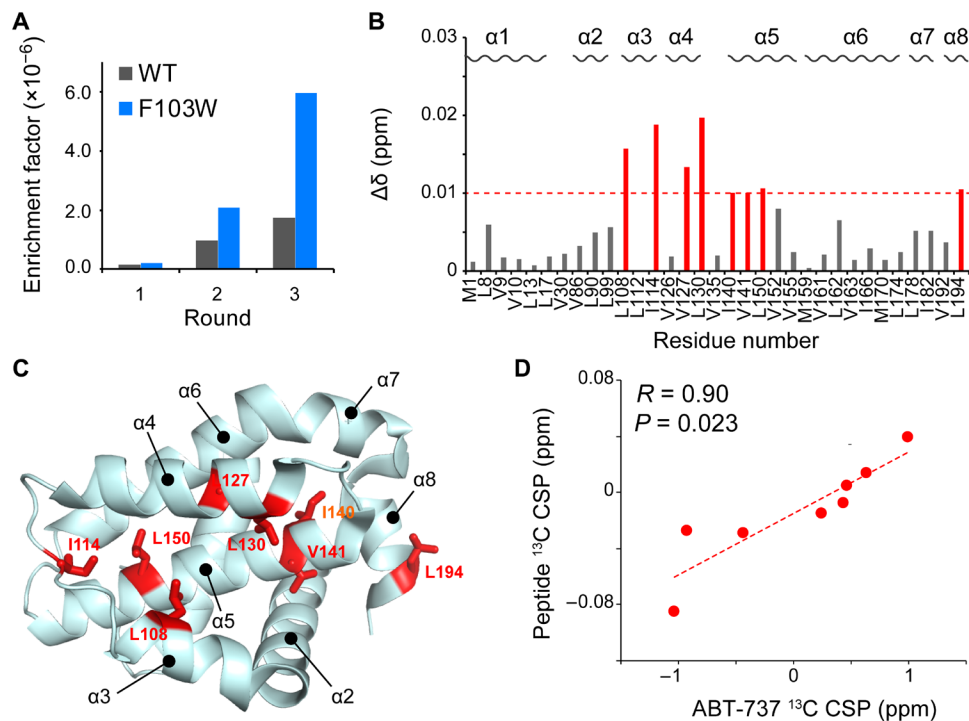 A
Enrichment factor (×10⁻⁶)
WT
F103W
6.0
4.0
2.0
0.0
1
2
3
Round
B
α1
α2
α3
α4
α5
α6
α7
α8
Δδ (ppm)
0.03
0.02
0.01
0
M1
L8
V9
V10
L13
L17
V30
V86
L90
L99
L108
L112
I114
V126
V127
L130
V135
I140
V141
L150
V152
V155
M159
V161
L162
V163
I166
M170
L174
L178
I182
V192
L194
Residue number
C
α7
α6
α4
α8
127
I140
I114
L150
L130
V141
L194
α5
L108
α3
α2
D
R = 0.90
P = 0.023
Peptide ¹³C CSP (ppm)
0.08
0
−0.08
−1
0
1
ABT-737 ¹³C CSP (ppm)